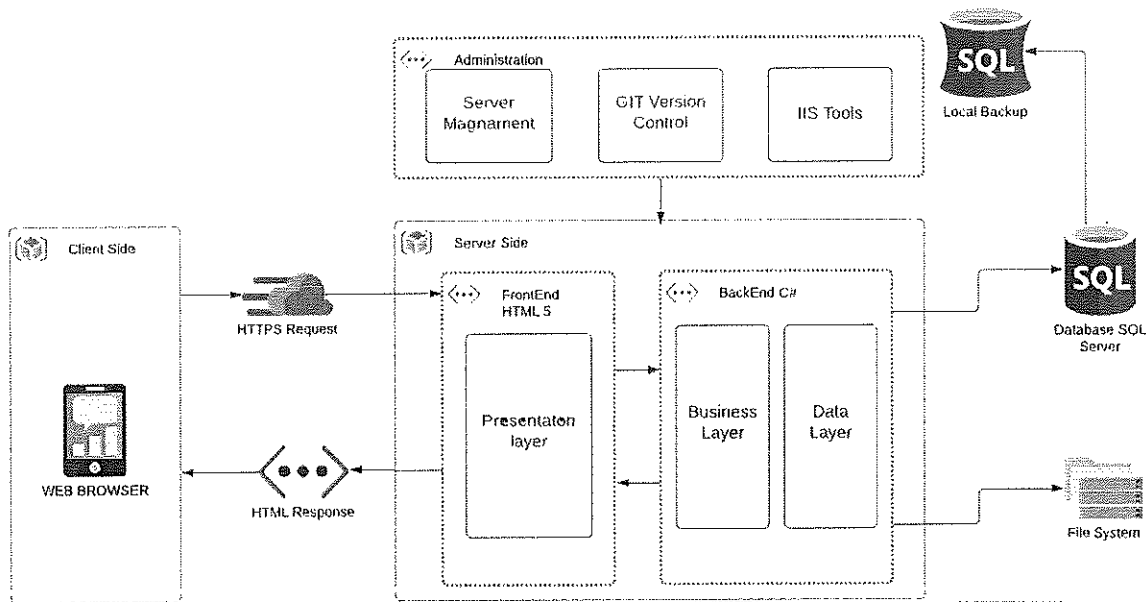 Administration
Server
Magnament
GIT Version
Control
IIS Tools
SQL
Local Backup
Client Side
HTTPS Request
WEB BROWSER
HTML Response
Server Side
FrontEnd
HTML 5
Presentaton
layer
BackEnd C#
Business
Layer
Data
Layer
SQL
Database SQL
Server
File System